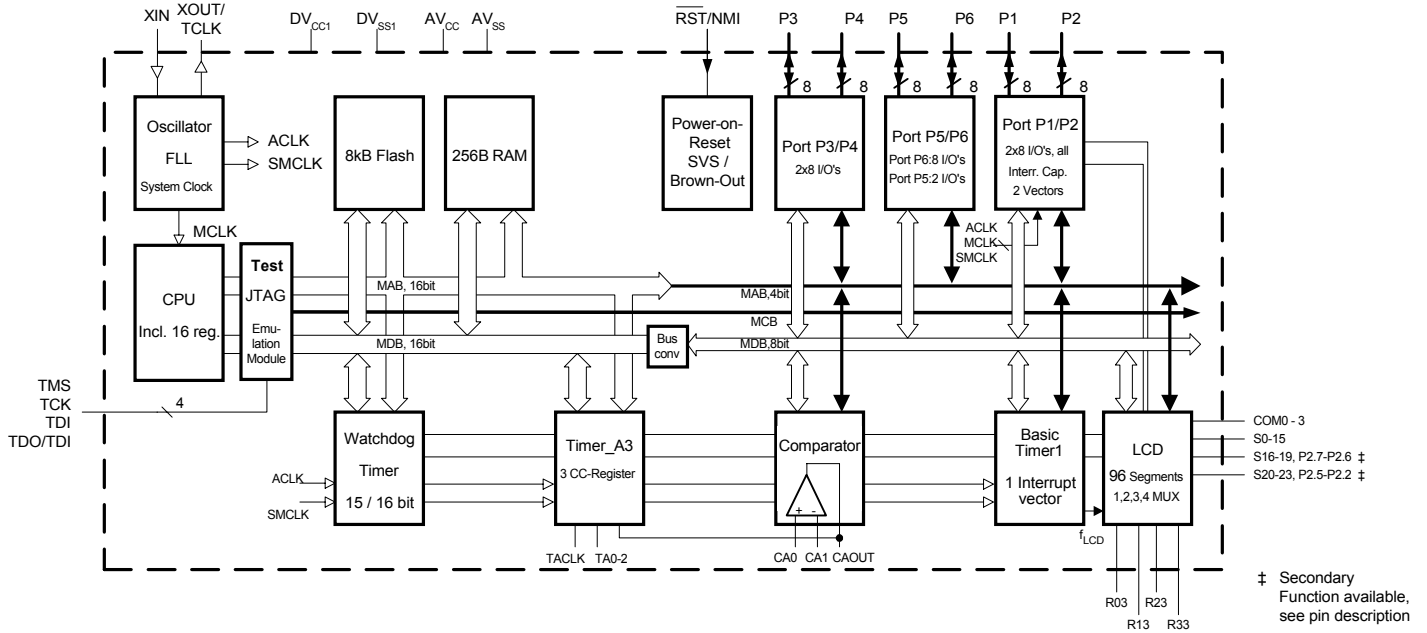 XIN
XOUT/
TCLK
DVCC1
DVSS1
AVCC
AVSS
RST/NMI
P3
P4
P5
P6
P1
P2
8
8
8
8
8
8
Oscillator
FLL
System Clock
ACLK
SMCLK
8kB Flash
256B RAM
Power-on-
Reset
SVS /
Brown-Out
Port P3/P4
2x8 I/O's
Port P5/P6
Port P6:8 I/O's
Port P5:2 I/O's
Port P1/P2
2x8 I/O's, all
Interr. Cap.
2 Vectors
MCLK
ACLK
MCLK
SMCLK
CPU
Incl. 16 reg.
Test
JTAG
Emu-
lation
Module
MAB, 16bit
MAB,4bit
MCB
MDB, 16bit
Bus
conv
MDB,8bit
TMS
TCK
TDI
TDO/TDI
4
Watchdog
Timer
15 / 16 bit
ACLK
SMCLK
Timer_A3
3 CC-Register
Comparator
+ -
Basic
Timer1
1 Interrupt
vector
LCD
96 Segments
1,2,3,4 MUX
COM0 - 3
S0-15
S16-19, P2.7-P2.6 ‡
S20-23, P2.5-P2.2 ‡
fLCD
TACLK
TA0-2
CA0
CA1
CAOUT
R03
R23
R13
R33
‡ Secondary
Function available,
see pin description